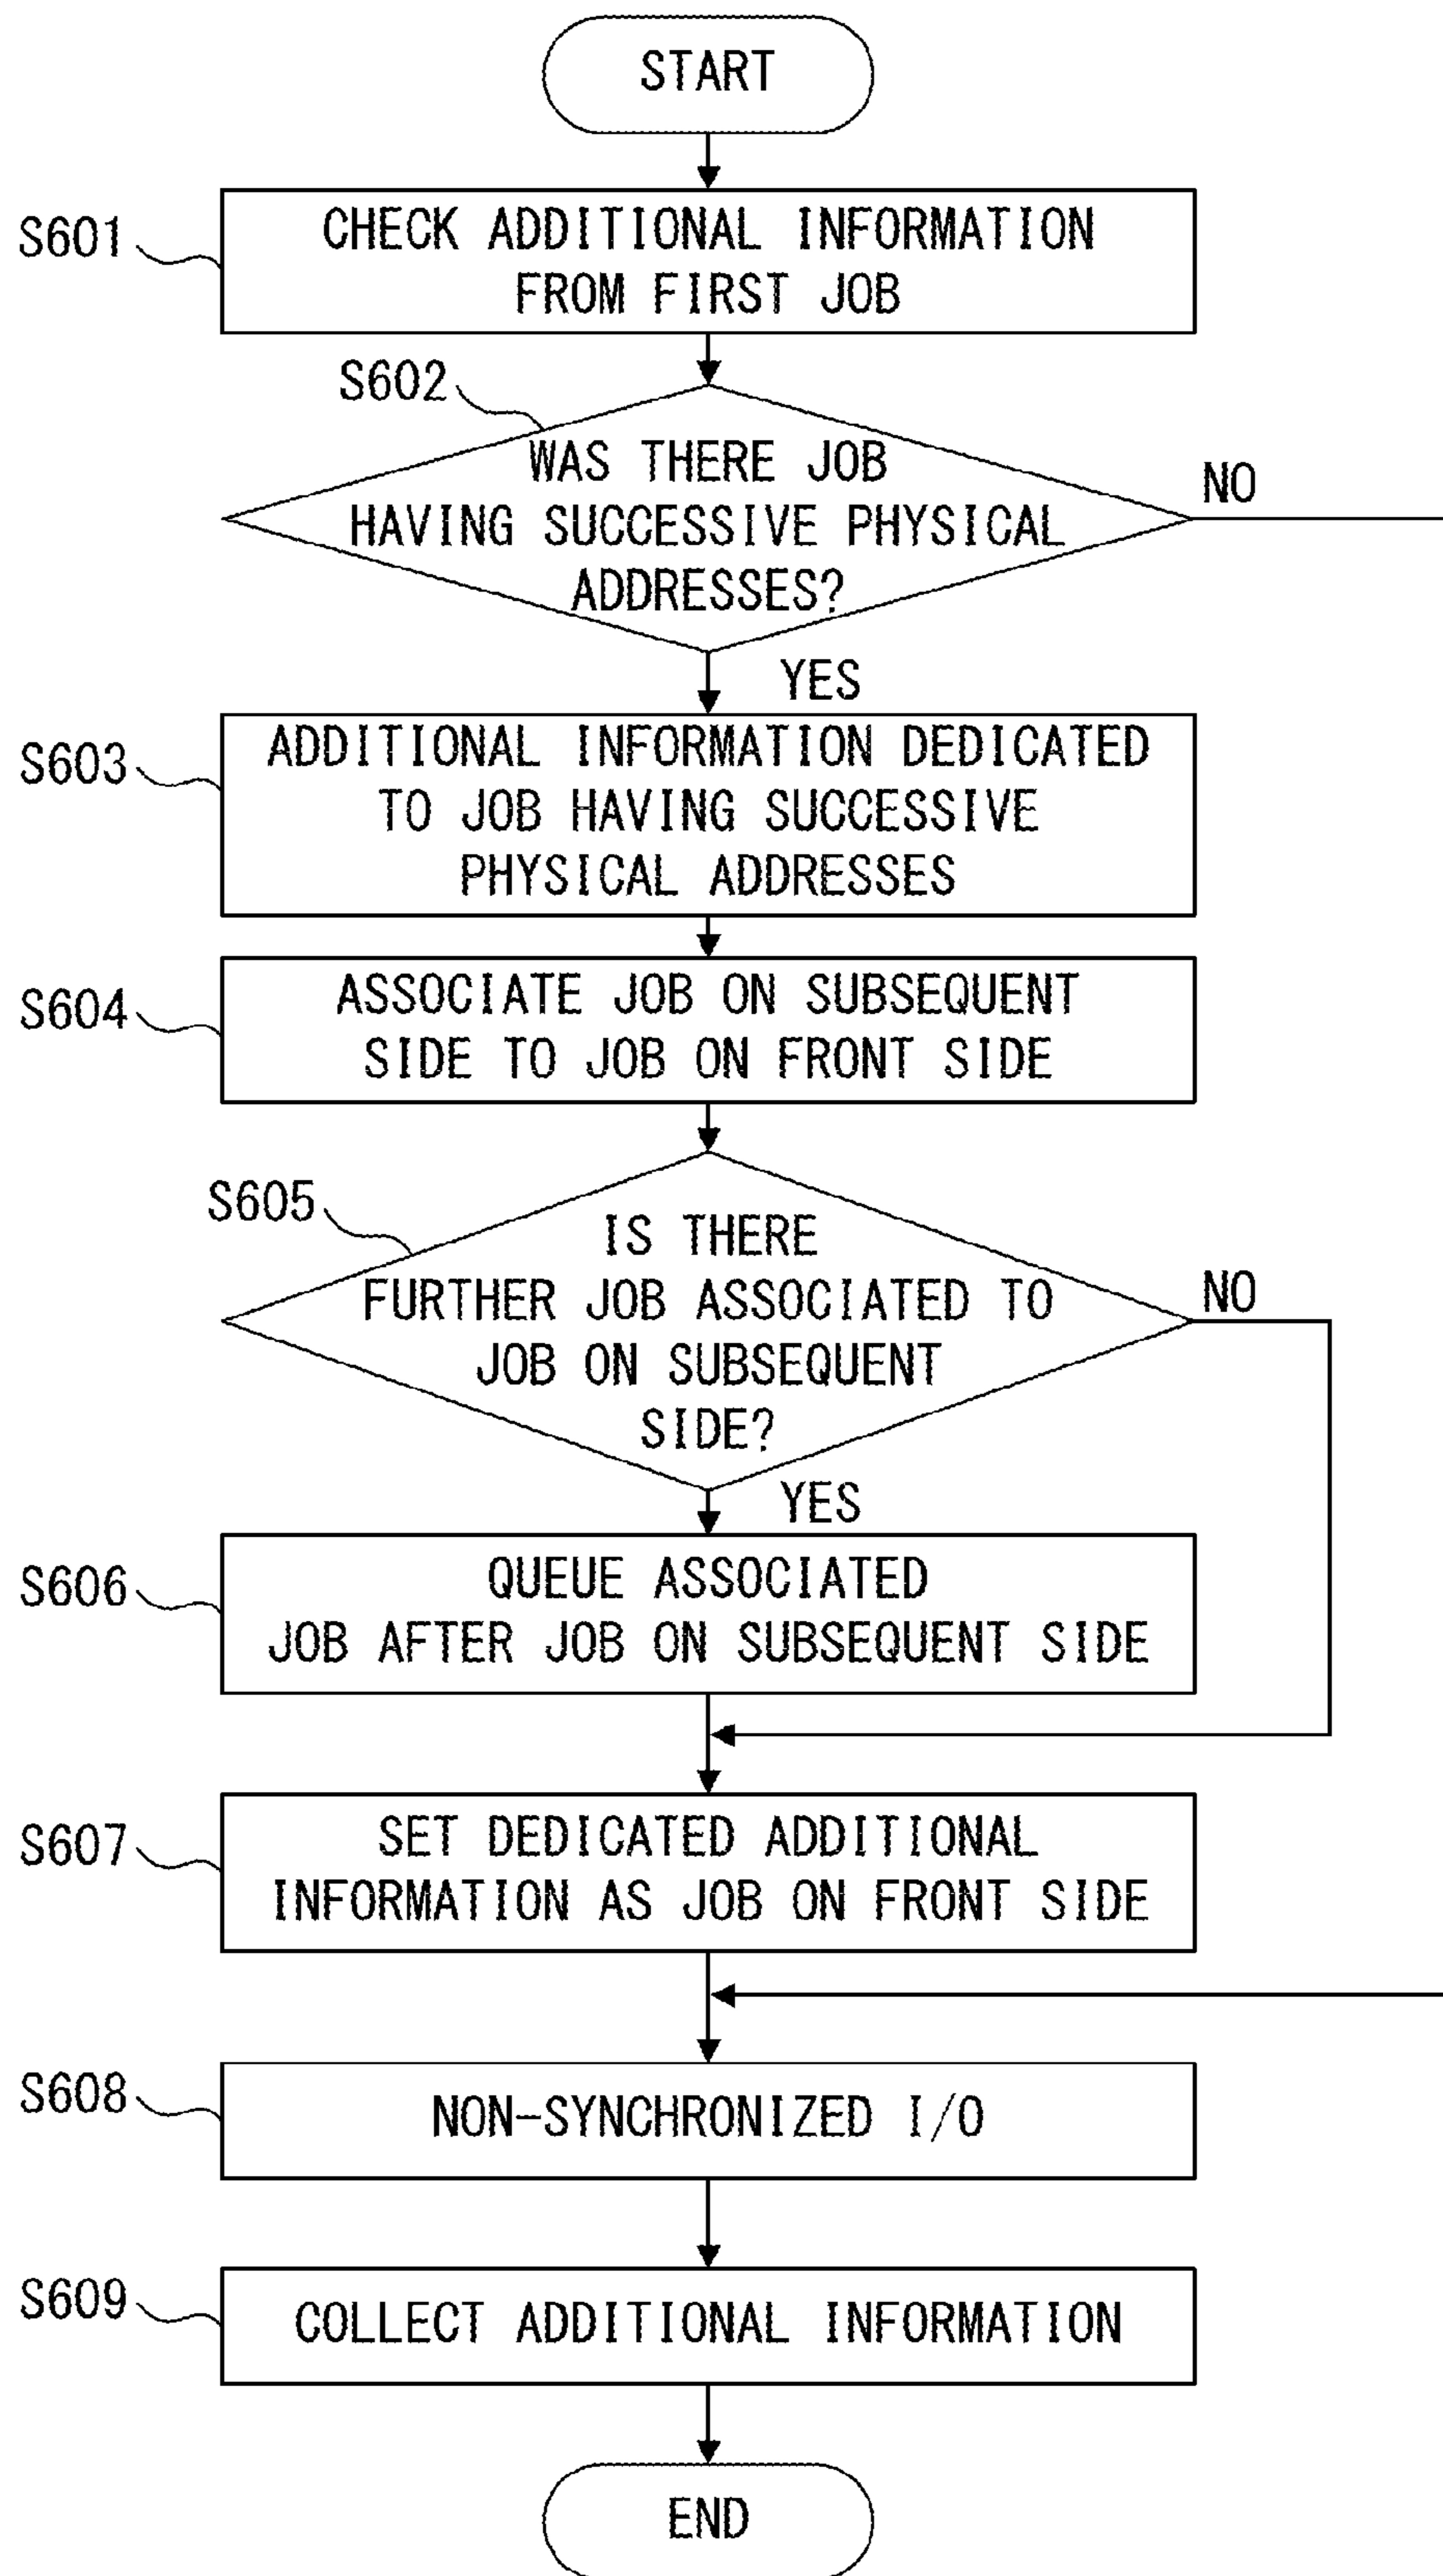 START
S601
CHECK ADDITIONAL INFORMATION
FROM FIRST JOB
S602
WAS THERE JOB
HAVING SUCCESSIVE PHYSICAL
ADDRESSES?
NO
YES
S603
ADDITIONAL INFORMATION DEDICATED
TO JOB HAVING SUCCESSIVE
PHYSICAL ADDRESSES
S604
ASSOCIATE JOB ON SUBSEQUENT
SIDE TO JOB ON FRONT SIDE
S605
IS THERE
FURTHER JOB ASSOCIATED TO
JOB ON SUBSEQUENT
SIDE?
NO
YES
S606
QUEUE ASSOCIATED
JOB AFTER JOB ON SUBSEQUENT SIDE
S607
SET DEDICATED ADDITIONAL
INFORMATION AS JOB ON FRONT SIDE
S608
NON-SYNCHRONIZED I/O
S609
COLLECT ADDITIONAL INFORMATION
END